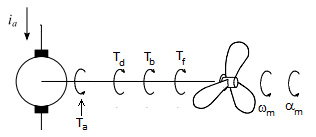 i_a
T_d T_b T_f
T_a
ω_m α_m